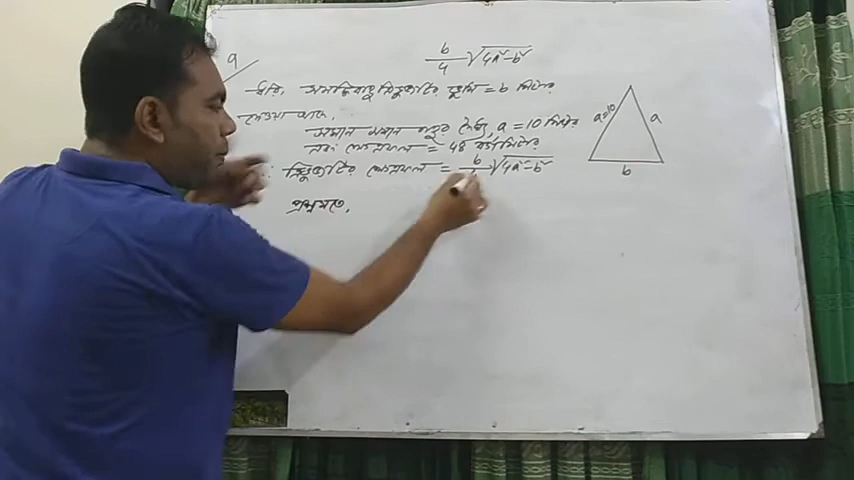 a
b/4 √4a²-b²
ধরি, সমদ্বিবাহু ত্রিভুজটির ভূমি = b মিটার
দেওয়া আছে,
সমান সমান বাহুর দৈর্ঘ্য, a = 10 মিটার
এবং ক্ষেত্রফল = 48 বর্গমিটার
ত্রিভুজটির ক্ষেত্রফল = b/4 √4a²-b²
প্রশ্নমতে,
a=10
a
b